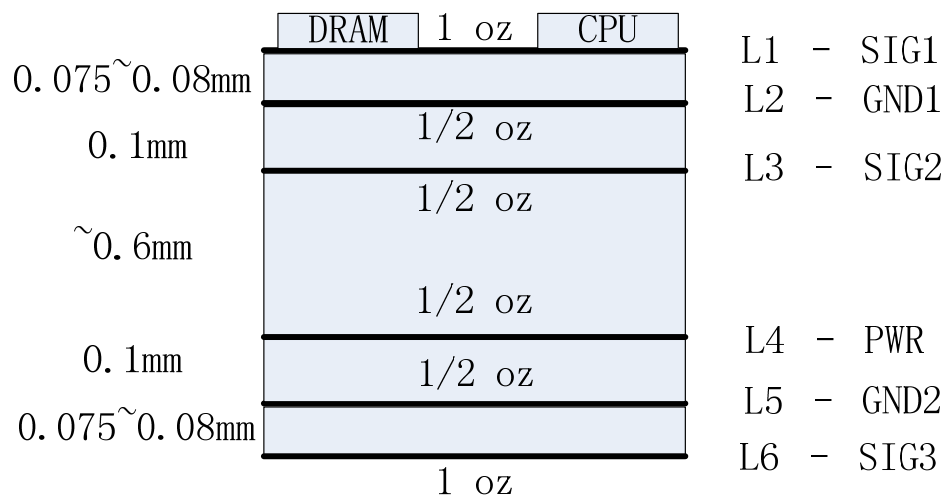 DRAM 1 oz CPU
L1 - SIG1
0.075~0.08mm
L2 - GND1
1/2 oz
0.1mm
L3 - SIG2
1/2 oz
~0.6mm
1/2 oz
L4 - PWR
0.1mm
1/2 oz
L5 - GND2
0.075~0.08mm
L6 - SIG3
1 oz